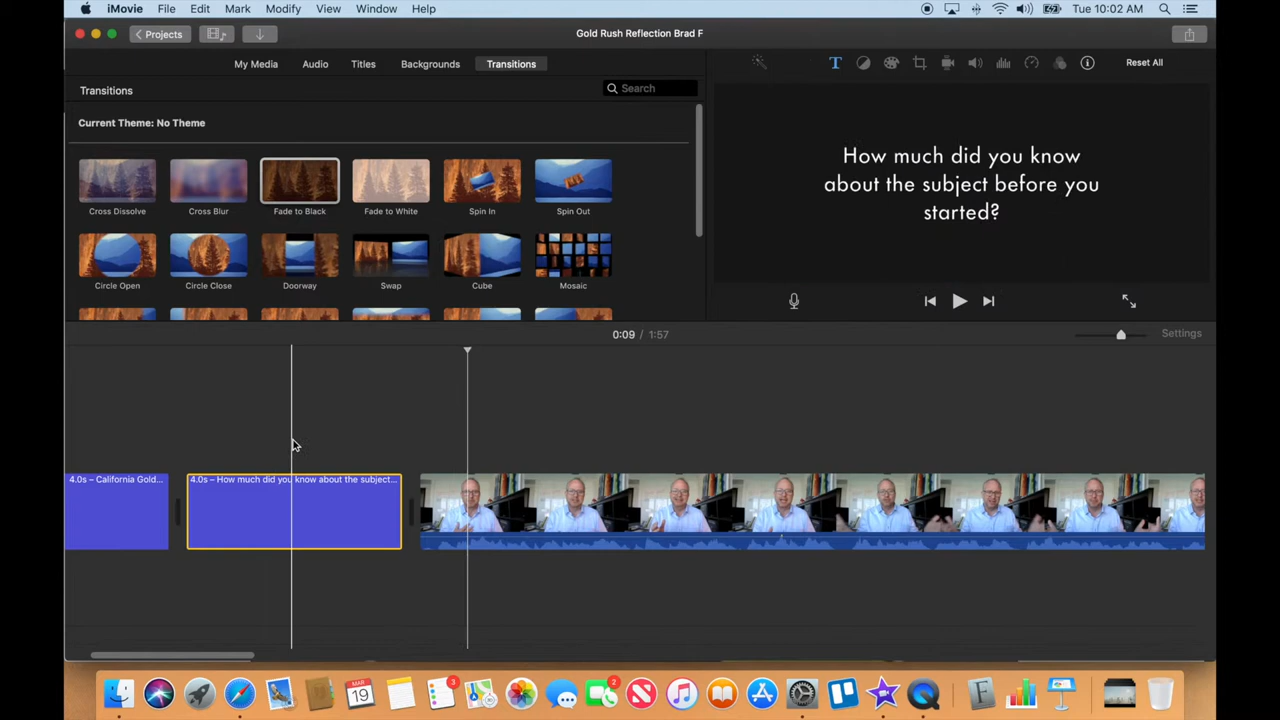 iMovie File Edit Mark Modify View Window Help Tue 10:02 AM
Projects Gold Rush Reflection Brad F
My Media Audio Titles Backgrounds Transitions Reset All
Transitions Search
Current Theme: No Theme
Cross Dissolve Cross Blur Fade to Black Fade to White Spin In Spin Out
Circle Open Circle Close Doorway Swap Cube Mosaic
How much did you know
about the subject before you
started?
0:09 / 1:57 Settings
4.0s – California Gold... 4.0s – How much did you know about the subject...
MAR 19 3 2